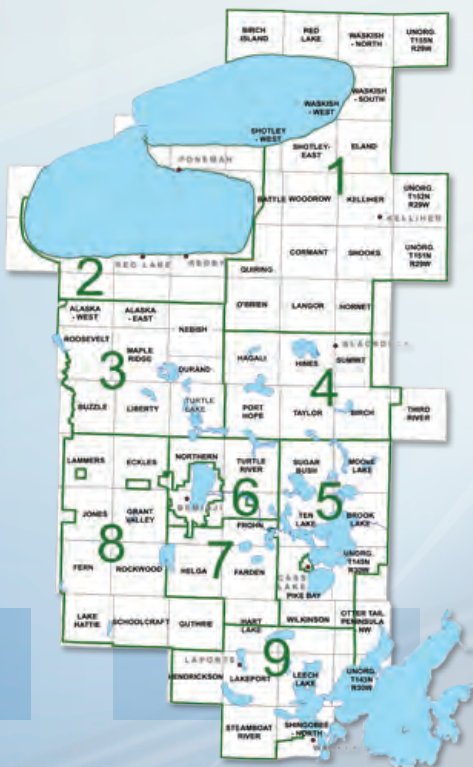 BIRCH
ISLAND
RED
LAKE
WASKISH
- NORTH
UNORG.
T155N
R29W
WASKISH
- SOUTH
WASKISH
- WEST
SHOTLEY
- WEST
SHOTLEY-
EAST
ELAND
PONEMAH
1
BATTLE
WOODROW
KELLIHER
UNORG.
T152N
R29W
KELLIHER
CORMANT
SHOOKS
UNORG.
T151N
R29W
RED LAKE
REDBY
QUIRING
2
O'BRIEN
LANGOR
HORNET
ALASKA
- WEST
ALASKA
- EAST
NEBISH
ROOSEVELT
MAPLE
RIDGE
3
DURAND
HAGALI
HINES
SUMMIT
BLACKDUCK
4
BUZZLE
LIBERTY
TURTLE
LAKE
PORT
HOPE
TAYLOR
BIRCH
THIRD
RIVER
LAMMERS
ECKLES
NORTHERN
TURTLE
RIVER
SUGAR
BUSH
MOOSE
LAKE
6
5
JONES
GRANT
VALLEY
BEMIDJI
FROHN
TEN
LAKE
BROOK
LAKE
8
7
FERN
ROCKWOOD
HELGA
FARDEN
CASS
LAKE
PIKE BAY
UNORG.
T145N
R30W
LAKE
HATTIE
SCHOOLCRAFT
GUTHRIE
HART
LAKE
WILKINSON
OTTER TAIL
PENINSULA
NW
9
LAPORTE
HENDRICKSON
LAKEPORT
LEECH
LAKE
UNORG.
T143N
R30W
STEAMBOAT
RIVER
SHINGOBEE
- NORTH